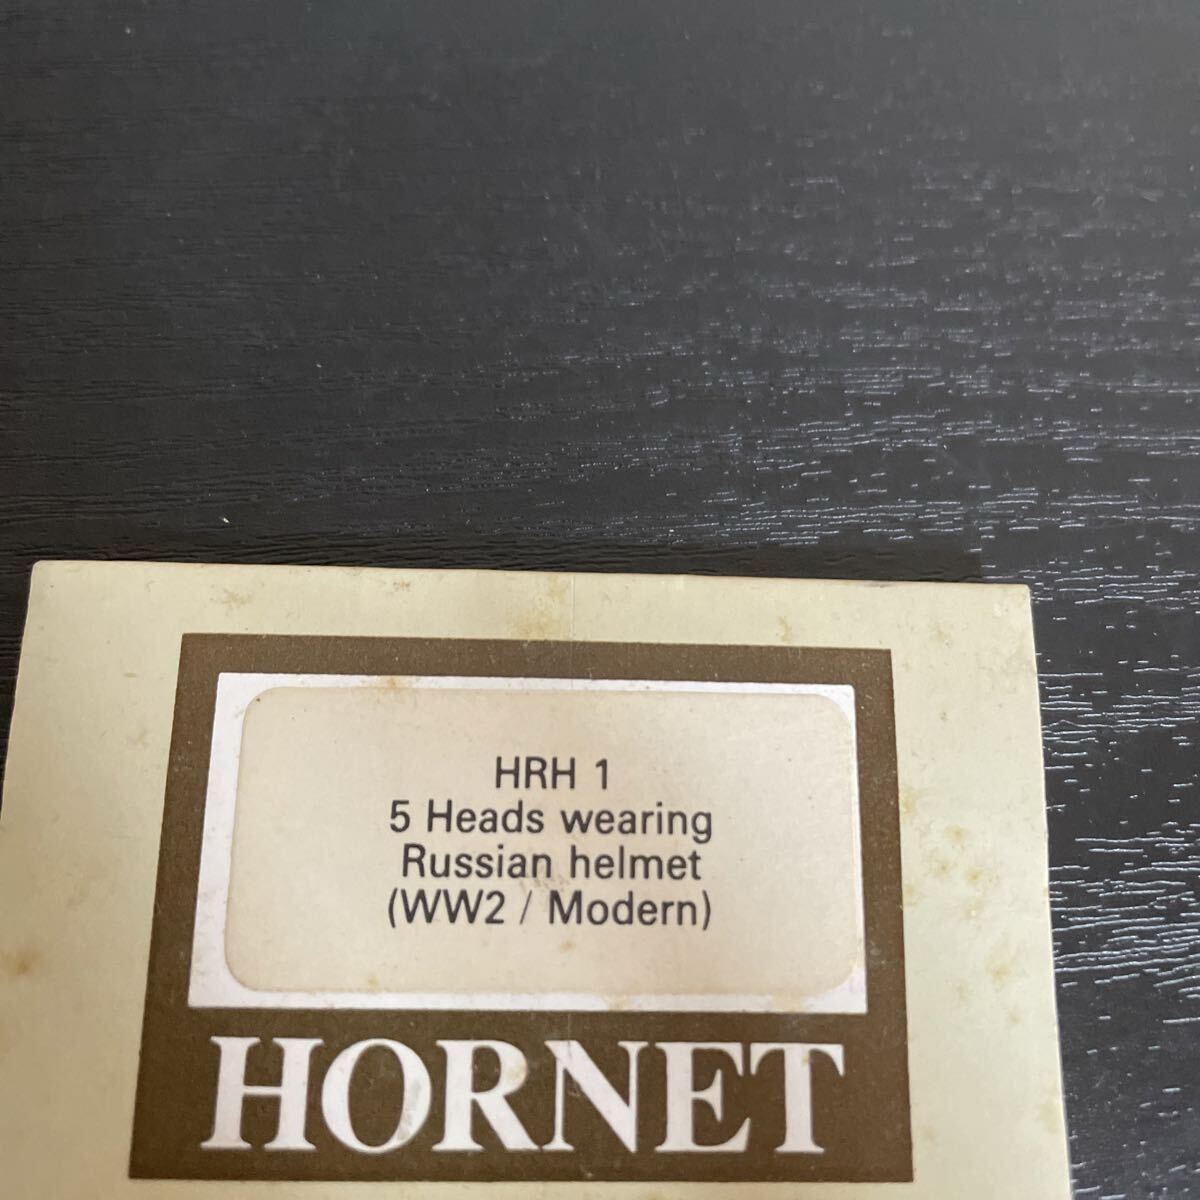 HRH 1
5 Heads wearing
Russian helmet
(WW2 / Modern)
HORNET